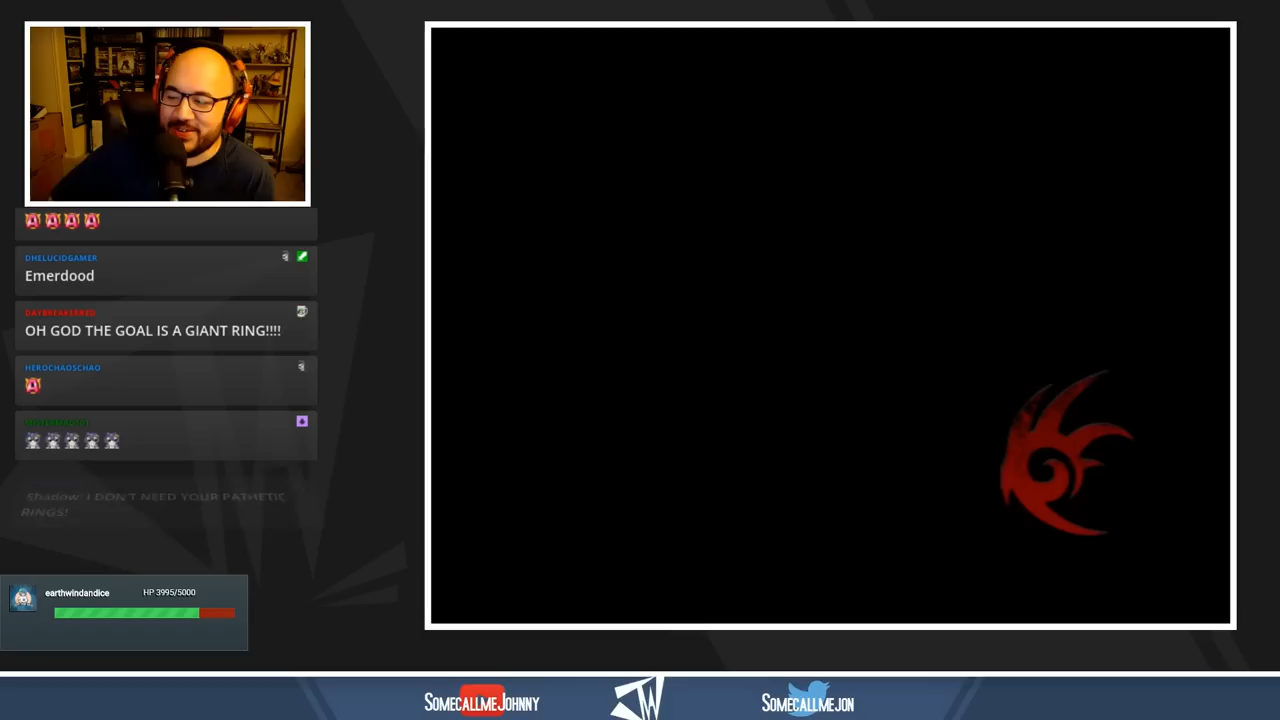 DHELUCIDGAMER
Emerdood
DAYBREAKERRED
OH GOD THE GOAL IS A GIANT RING!!!!
HEROCHAOSCHAO
Shadow: I DON'T NEED YOUR PATHETIC
RINGS!
earthwindandice HP 3995/5000
SOMECALLMEJOHNNY
SOMECALLMEJON